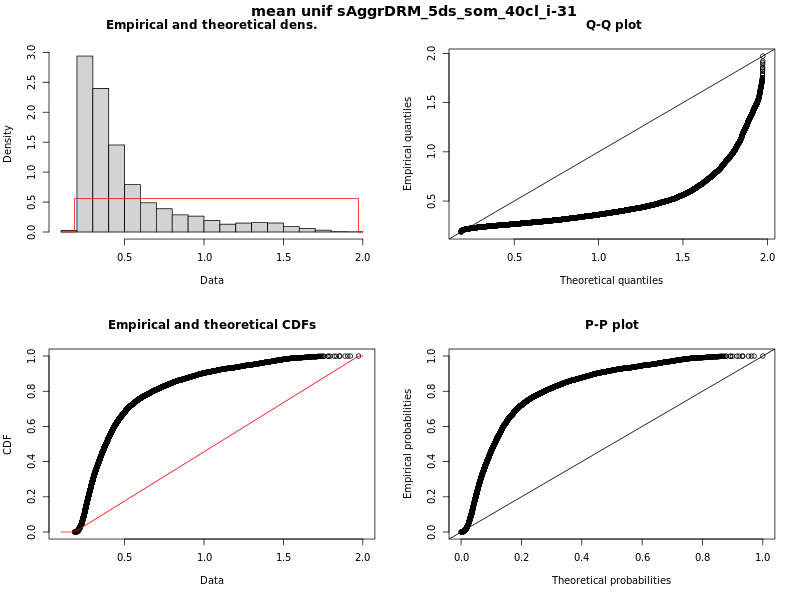 mean unif sAggrDRM_5ds_som_40cl_i-31
Empirical and theoretical dens.
Density
0.0 0.5 1.0 1.5 2.0 2.5 3.0
0.5 1.0 1.5 2.0
Data
Q-Q plot
Empirical quantiles
0.5 1.0 1.5 2.0
0.5 1.0 1.5 2.0
Theoretical quantiles
Empirical and theoretical CDFs
CDF
0.0 0.2 0.4 0.6 0.8 1.0
0.5 1.0 1.5 2.0
Data
P-P plot
Empirical probabilities
0.0 0.2 0.4 0.6 0.8 1.0
0.0 0.2 0.4 0.6 0.8 1.0
Theoretical probabilities